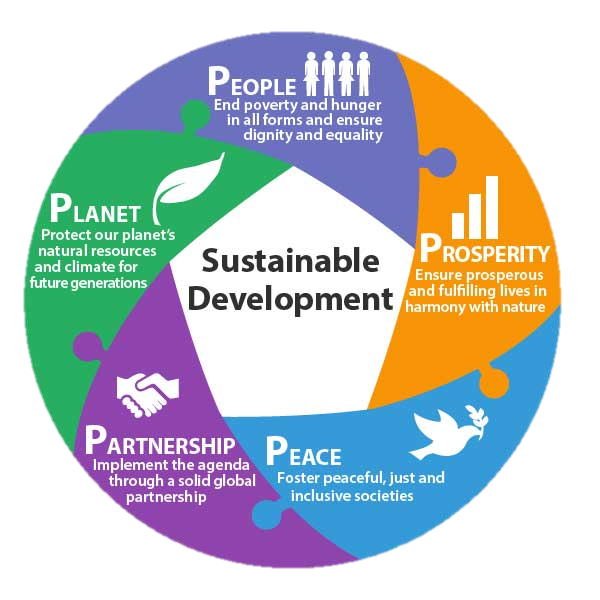 PEOPLE
End poverty and hunger
in all forms and ensure
dignity and equality
PROSPERITY
Ensure prosperous
and fulfilling lives in
harmony with nature
PEACE
Foster peaceful, just and
inclusive societies
PARTNERSHIP
Implement the agenda
through a solid global
partnership
PLANET
Protect our planet's
natural resources
and climate for
future generations
Sustainable
Development